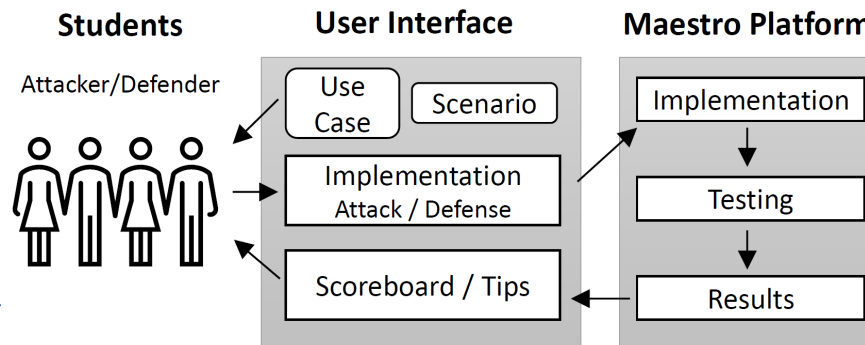 Students
Attacker/Defender
User Interface
Use
Case
Scenario
Implementation
Attack / Defense
Scoreboard / Tips
Maestro Platform
Implementation
Testing
Results